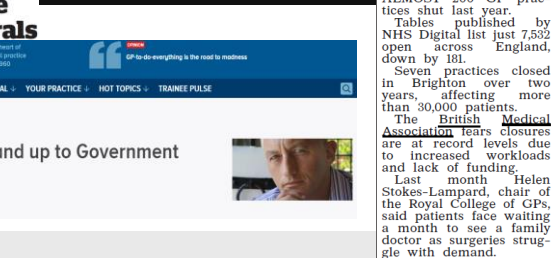 e
rals
heart of
s practice
960
OPINION
GP-to-do-everything is the road to madness
AL YOUR PRACTICE HOT TOPICS TRAINEE PULSE
und up to Government
tices shut last year.
Tables published by
NHS Digital list just 7,532
open across England,
down by 181.
Seven practices closed
in Brighton over two
years, affecting more
than 30,000 patients.
The British Medical
Association fears closures
are at record levels due
to increased workloads
and lack of funding.
Last month Helen
Stokes-Lampard, chair of
the Royal College of GPs,
said patients face waiting
a month to see a family
doctor as surgeries strug-
gle with demand.